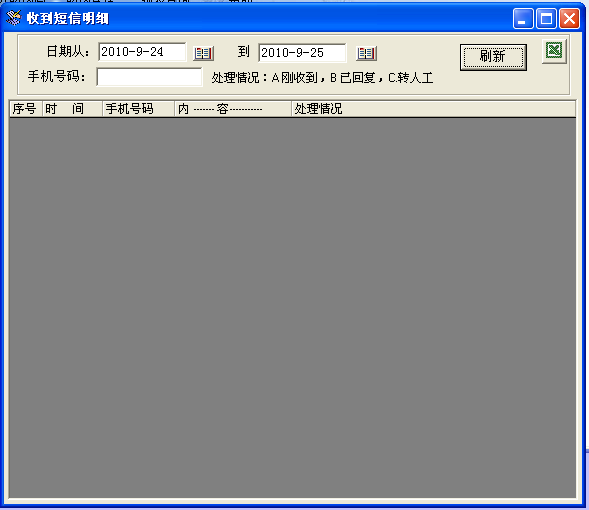 收到短信明细
日期从： 2010-9-24 到 2010-9-25 刷新
手机号码： 处理情况：A刚收到，B已回复，C.转人工
序号 时 间 手机号码 内 ------- 容----------- 处理情况